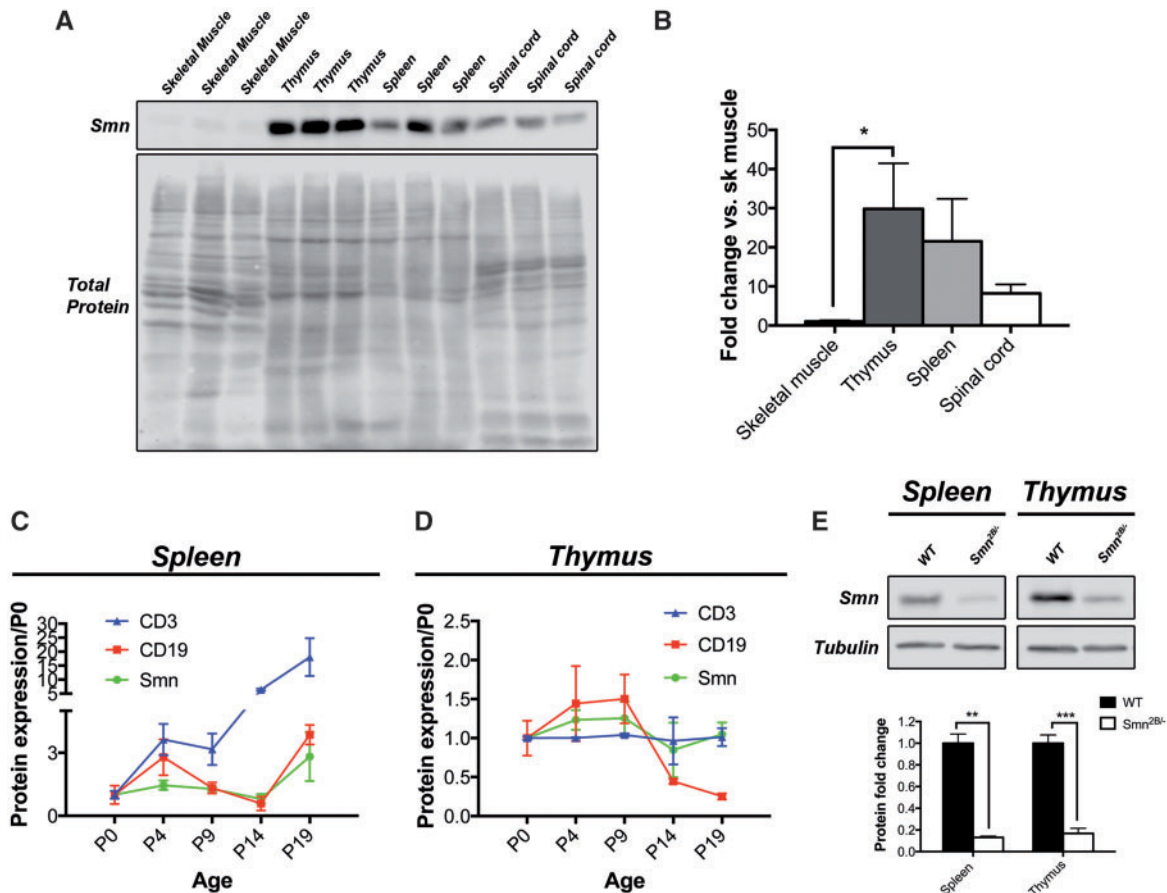 A
Skeletal Muscle
Skeletal Muscle
Skeletal Muscle
Thymus
Thymus
Thymus
Spleen
Spleen
Spleen
Spinal cord
Spinal cord
Spinal cord
Smn
Total
Protein
B
Fold change vs. sk muscle
50
40
30
20
10
0
*
Skeletal muscle
Thymus
Spleen
Spinal cord
C
Spleen
Protein expression/P0
30
25
20
15
10
5
3
0
CD3
CD19
Smn
P0
P4
P9
P14
P19
Age
D
Thymus
Protein expression/P0
2.5
2.0
1.5
1.0
0.5
0.0
CD3
CD19
Smn
P0
P4
P9
P14
P19
Age
E
Spleen
Thymus
WT
Smn2B/-
WT
Smn2B/-
Smn
Tubulin
WT
Smn2B/-
Protein fold change
1.2
1.0
0.8
0.6
0.4
0.2
0.0
**
***
Spleen
Thymus